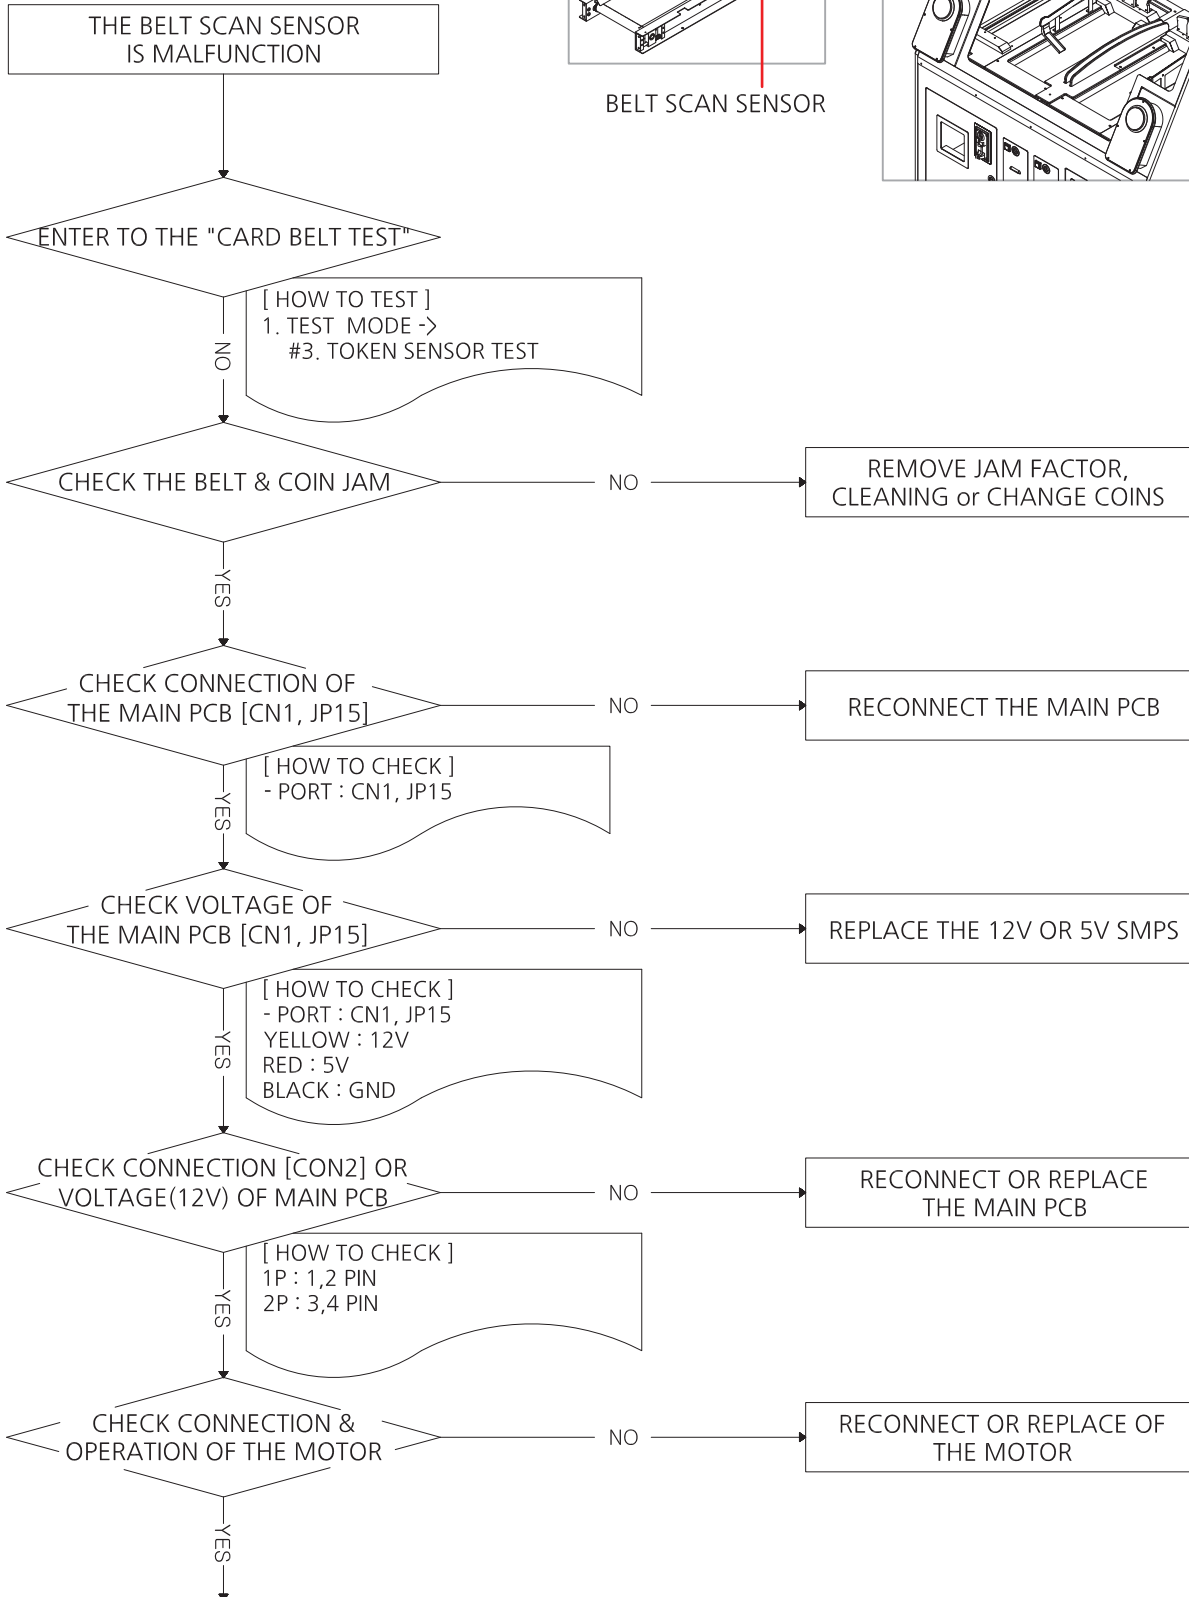 THE BELT SCAN SENSOR
IS MALFUNCTION
BELT SCAN SENSOR
ENTER TO THE "CARD BELT TEST"
[ HOW TO TEST ]
1. TEST MODE ->
#3. TOKEN SENSOR TEST
NO
CHECK THE BELT & COIN JAM
NO
REMOVE JAM FACTOR,
CLEANING or CHANGE COINS
YES
CHECK CONNECTION OF
THE MAIN PCB [CN1, JP15]
NO
RECONNECT THE MAIN PCB
[ HOW TO CHECK ]
- PORT : CN1, JP15
YES
CHECK VOLTAGE OF
THE MAIN PCB [CN1, JP15]
NO
REPLACE THE 12V OR 5V SMPS
[ HOW TO CHECK ]
- PORT : CN1, JP15
YELLOW : 12V
RED : 5V
BLACK : GND
YES
CHECK CONNECTION [CON2] OR
VOLTAGE(12V) OF MAIN PCB
NO
RECONNECT OR REPLACE
THE MAIN PCB
[ HOW TO CHECK ]
1P : 1,2 PIN
2P : 3,4 PIN
YES
CHECK CONNECTION &
OPERATION OF THE MOTOR
NO
RECONNECT OR REPLACE OF
THE MOTOR
YES